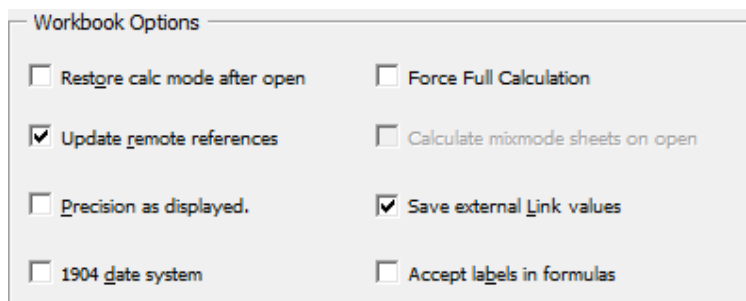 Workbook Options
Restore calc mode after open
Force Full Calculation
Update remote references
Calculate mixmode sheets on open
Precision as displayed.
Save external Link values
1904 date system
Accept labels in formulas